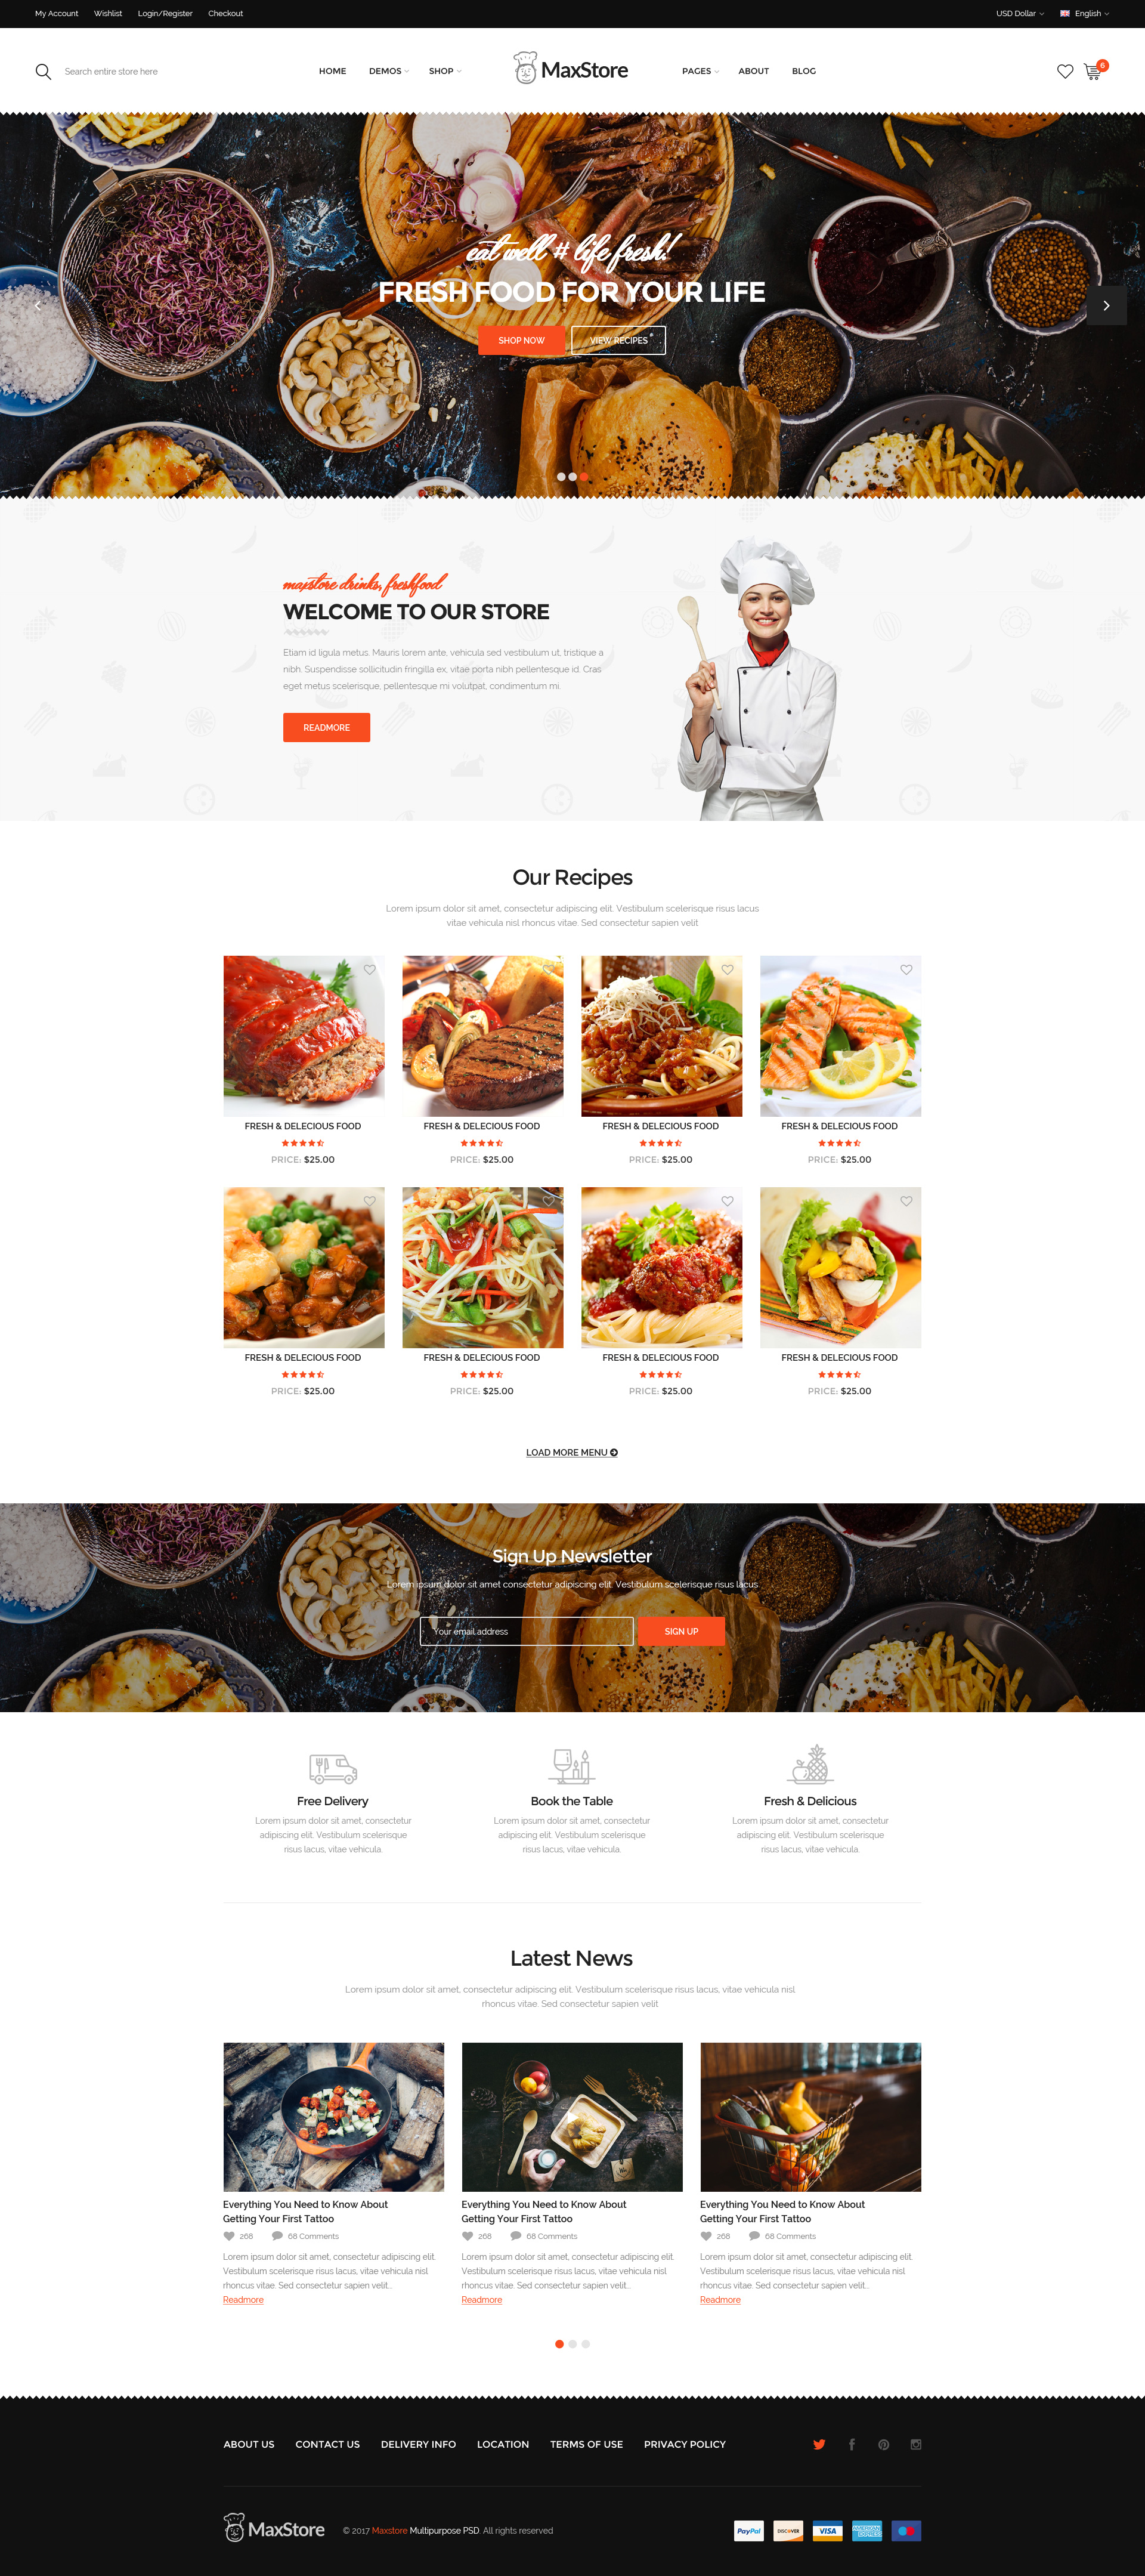 My Account Wishlist Login/Register Checkout USD Dollar English
Search entire store here HOME DEMOS SHOP MaxStore PAGES ABOUT BLOG 6
eat well # life fresh!
FRESH FOOD FOR YOUR LIFE
SHOP NOW VIEW RECIPES
maxstore drinks, freshfood
WELCOME TO OUR STORE
Etiam id ligula metus. Mauris lorem ante, vehicula sed vestibulum ut, tristique a
nibh. Suspendisse sollicitudin fringilla ex, vitae porta nibh pellentesque id. Cras
eget metus scelerisque, pellentesque mi volutpat, condimentum mi.
READMORE
Our Recipes
Lorem ipsum dolor sit amet, consectetur adipiscing elit. Vestibulum scelerisque risus lacus
vitae vehicula nisl rhoncus vitae. Sed consectetur sapien velit
FRESH & DELECIOUS FOOD FRESH & DELECIOUS FOOD FRESH & DELECIOUS FOOD FRESH & DELECIOUS FOOD
PRICE: $25.00 PRICE: $25.00 PRICE: $25.00 PRICE: $25.00
FRESH & DELECIOUS FOOD FRESH & DELECIOUS FOOD FRESH & DELECIOUS FOOD FRESH & DELECIOUS FOOD
PRICE: $25.00 PRICE: $25.00 PRICE: $25.00 PRICE: $25.00
LOAD MORE MENU
Sign Up Newsletter
Lorem ipsum dolor sit amet consectetur adipiscing elit. Vestibulum scelerisque risus lacus
Your email address SIGN UP
Free Delivery
Lorem ipsum dolor sit amet, consectetur
adipiscing elit. Vestibulum scelerisque
risus lacus, vitae vehicula.
Book the Table
Lorem ipsum dolor sit amet, consectetur
adipiscing elit. Vestibulum scelerisque
risus lacus, vitae vehicula.
Fresh & Delicious
Lorem ipsum dolor sit amet, consectetur
adipiscing elit. Vestibulum scelerisque
risus lacus, vitae vehicula.
Latest News
Lorem ipsum dolor sit amet, consectetur adipiscing elit. Vestibulum scelerisque risus lacus, vitae vehicula nisl
rhoncus vitae. Sed consectetur sapien velit
Everything You Need to Know About
Getting Your First Tattoo
268 68 Comments
Lorem ipsum dolor sit amet, consectetur adipiscing elit.
Vestibulum scelerisque risus lacus, vitae vehicula nisl
rhoncus vitae. Sed consectetur sapien velit...
Readmore
Everything You Need to Know About
Getting Your First Tattoo
268 68 Comments
Lorem ipsum dolor sit amet, consectetur adipiscing elit.
Vestibulum scelerisque risus lacus, vitae vehicula nisl
rhoncus vitae. Sed consectetur sapien velit...
Readmore
Everything You Need to Know About
Getting Your First Tattoo
268 68 Comments
Lorem ipsum dolor sit amet, consectetur adipiscing elit.
Vestibulum scelerisque risus lacus, vitae vehicula nisl
rhoncus vitae. Sed consectetur sapien velit...
Readmore
ABOUT US CONTACT US DELIVERY INFO LOCATION TERMS OF USE PRIVACY POLICY
MaxStore © 2017 Maxstore Multipurpose PSD. All rights reserved PayPal DISCOVER VISA AMERICAN EXPRESS